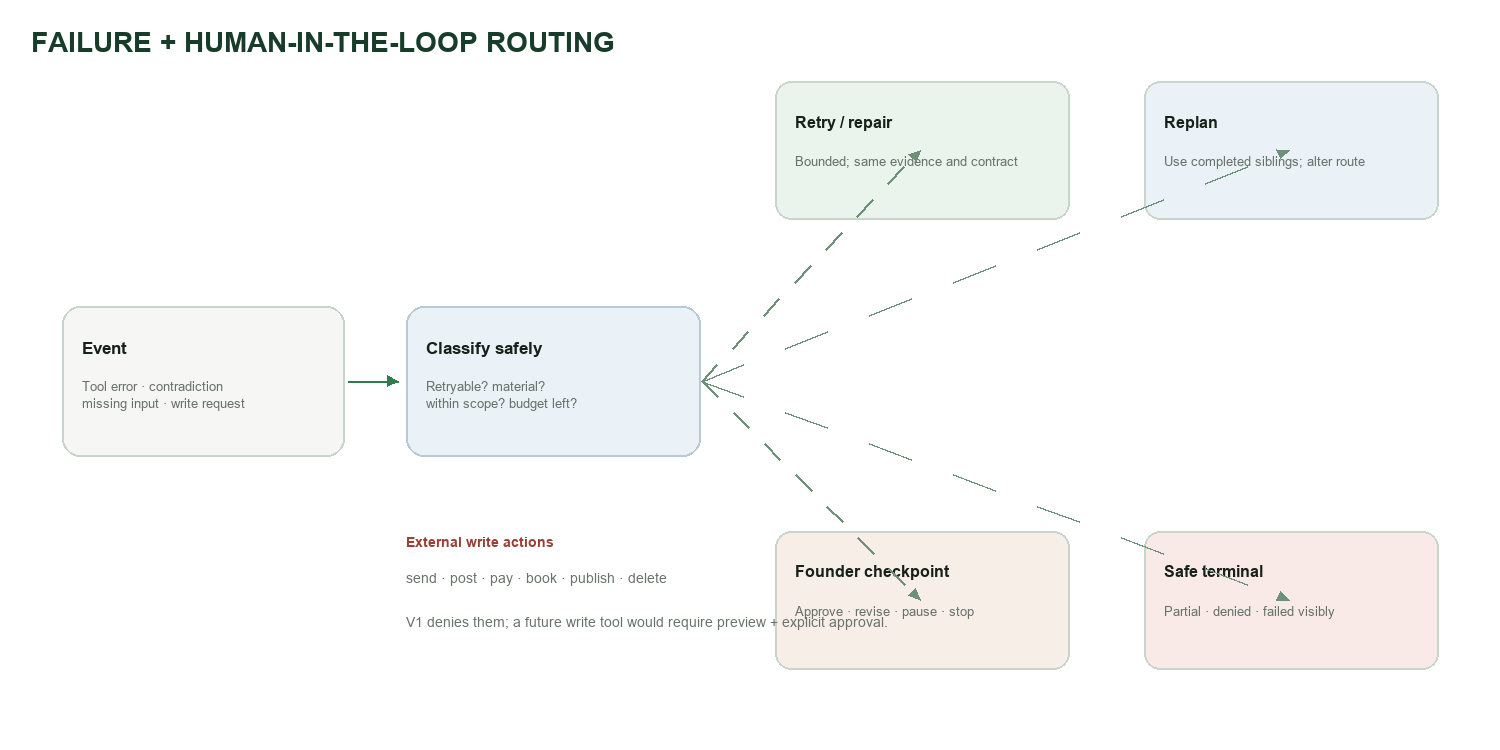 FAILURE + HUMAN-IN-THE-LOOP ROUTING
Retry / repair
Bounded; same evidence and contract
Replan
Use completed siblings; alter route
Event
Tool error · contradiction
missing input · write request
Classify safely
Retryable? material?
within scope? budget left?
External write actions
send · post · pay · book · publish · delete
V1 denies them; a future write tool would require preview + explicit approval.
Founder checkpoint
Approve · revise · pause · stop
Safe terminal
Partial · denied · failed visibly